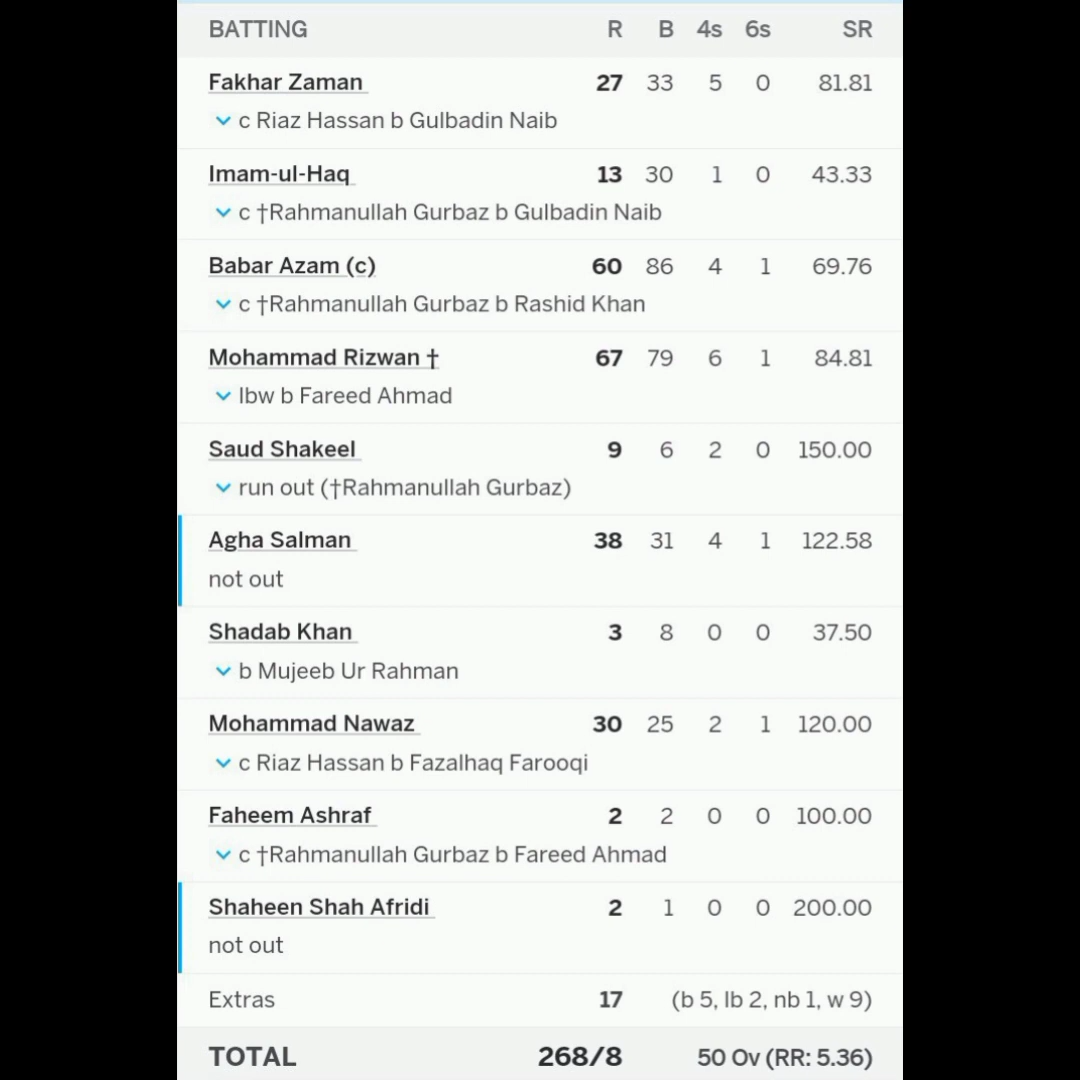 BATTING R B 4s 6s SR
Fakhar Zaman 27 33 5 0 81.81
c Riaz Hassan b Gulbadin Naib
Imam-ul-Haq 13 30 1 0 43.33
c †Rahmanullah Gurbaz b Gulbadin Naib
Babar Azam (c) 60 86 4 1 69.76
c †Rahmanullah Gurbaz b Rashid Khan
Mohammad Rizwan † 67 79 6 1 84.81
lbw b Fareed Ahmad
Saud Shakeel 9 6 2 0 150.00
run out (†Rahmanullah Gurbaz)
Agha Salman 38 31 4 1 122.58
not out
Shadab Khan 3 8 0 0 37.50
b Mujeeb Ur Rahman
Mohammad Nawaz 30 25 2 1 120.00
c Riaz Hassan b Fazalhaq Farooqi
Faheem Ashraf 2 2 0 0 100.00
c †Rahmanullah Gurbaz b Fareed Ahmad
Shaheen Shah Afridi 2 1 0 0 200.00
not out
Extras 17 (b 5, lb 2, nb 1, w 9)
TOTAL 268/8 50 Ov (RR: 5.36)